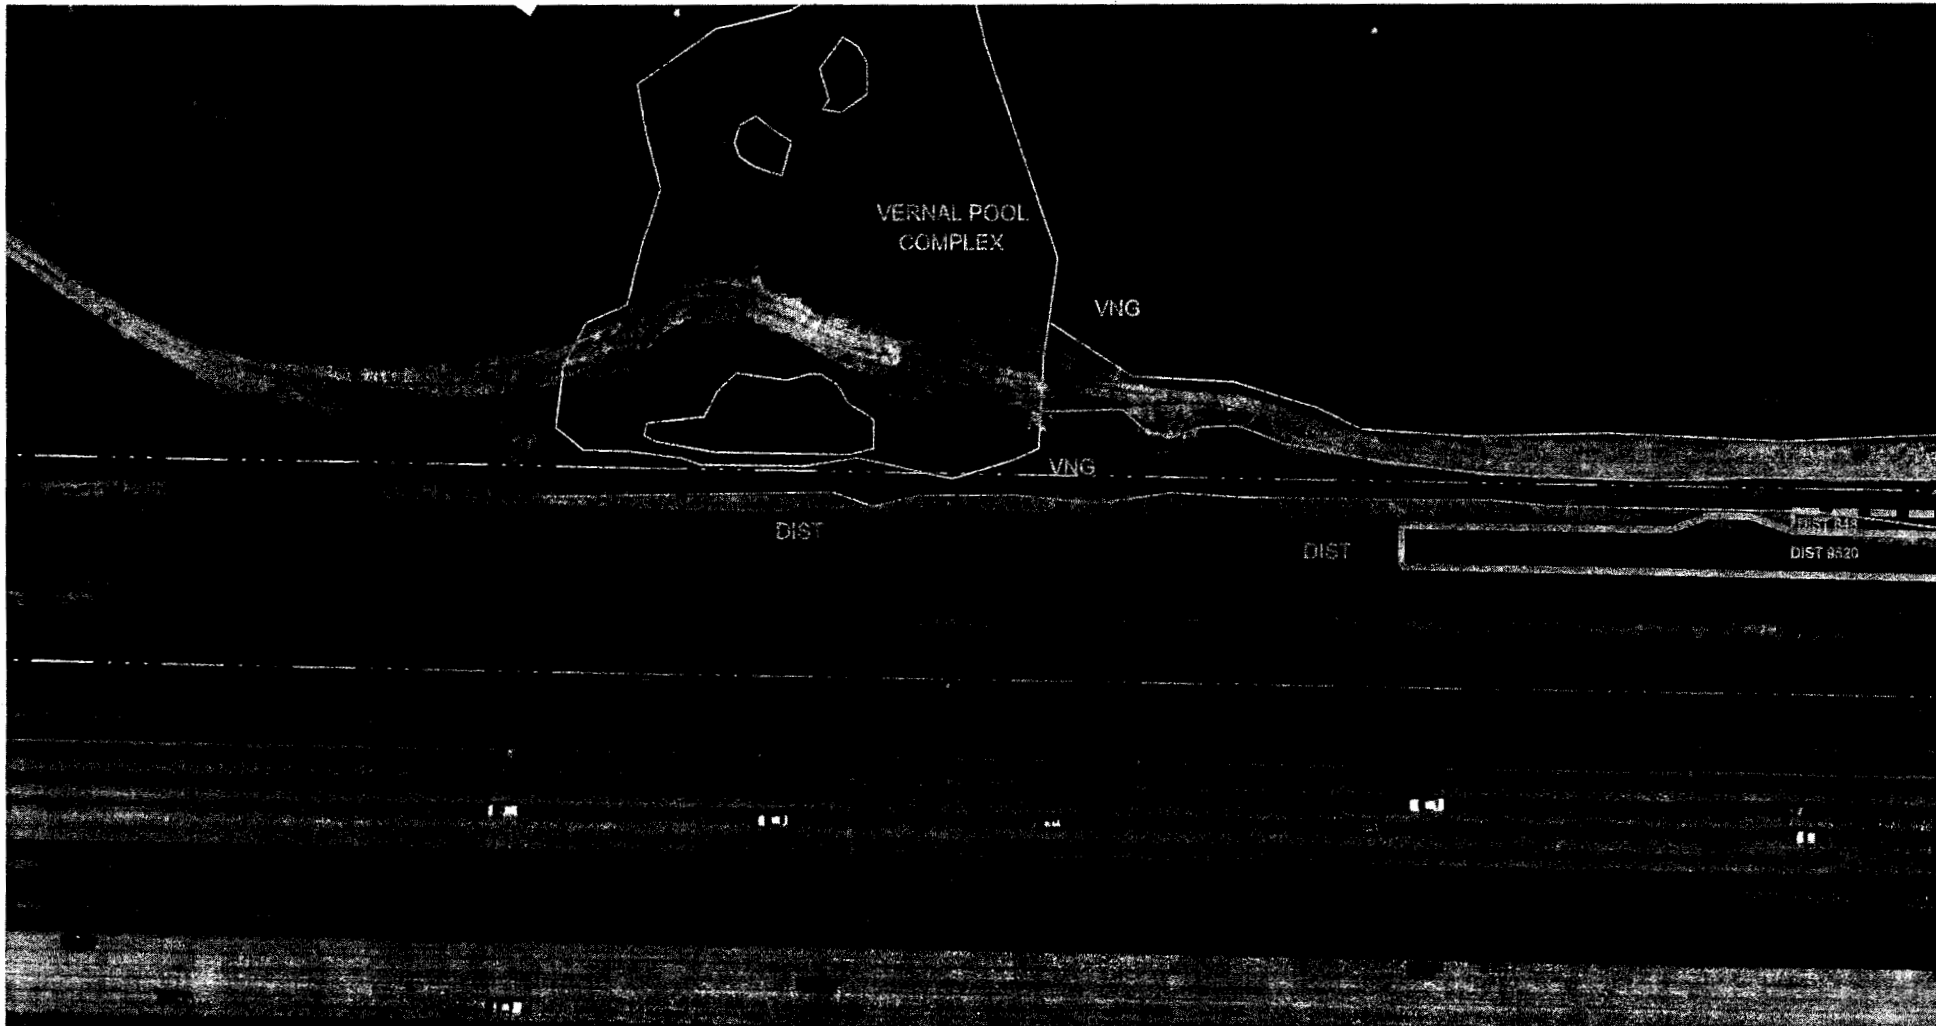 VERNAL POOL
COMPLEX
VNG
VNG
DIST
DIST
DIST 9520